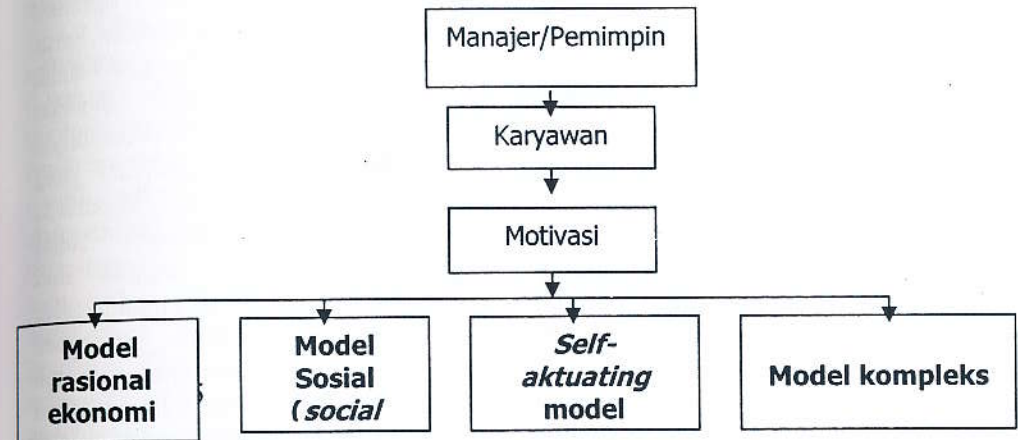 Manajer/Pemimpin
Karyawan
Motivasi
Model
rasional
ekonomi
Model
Sosial
(social
Self-
aktuating
model
Model kompleks